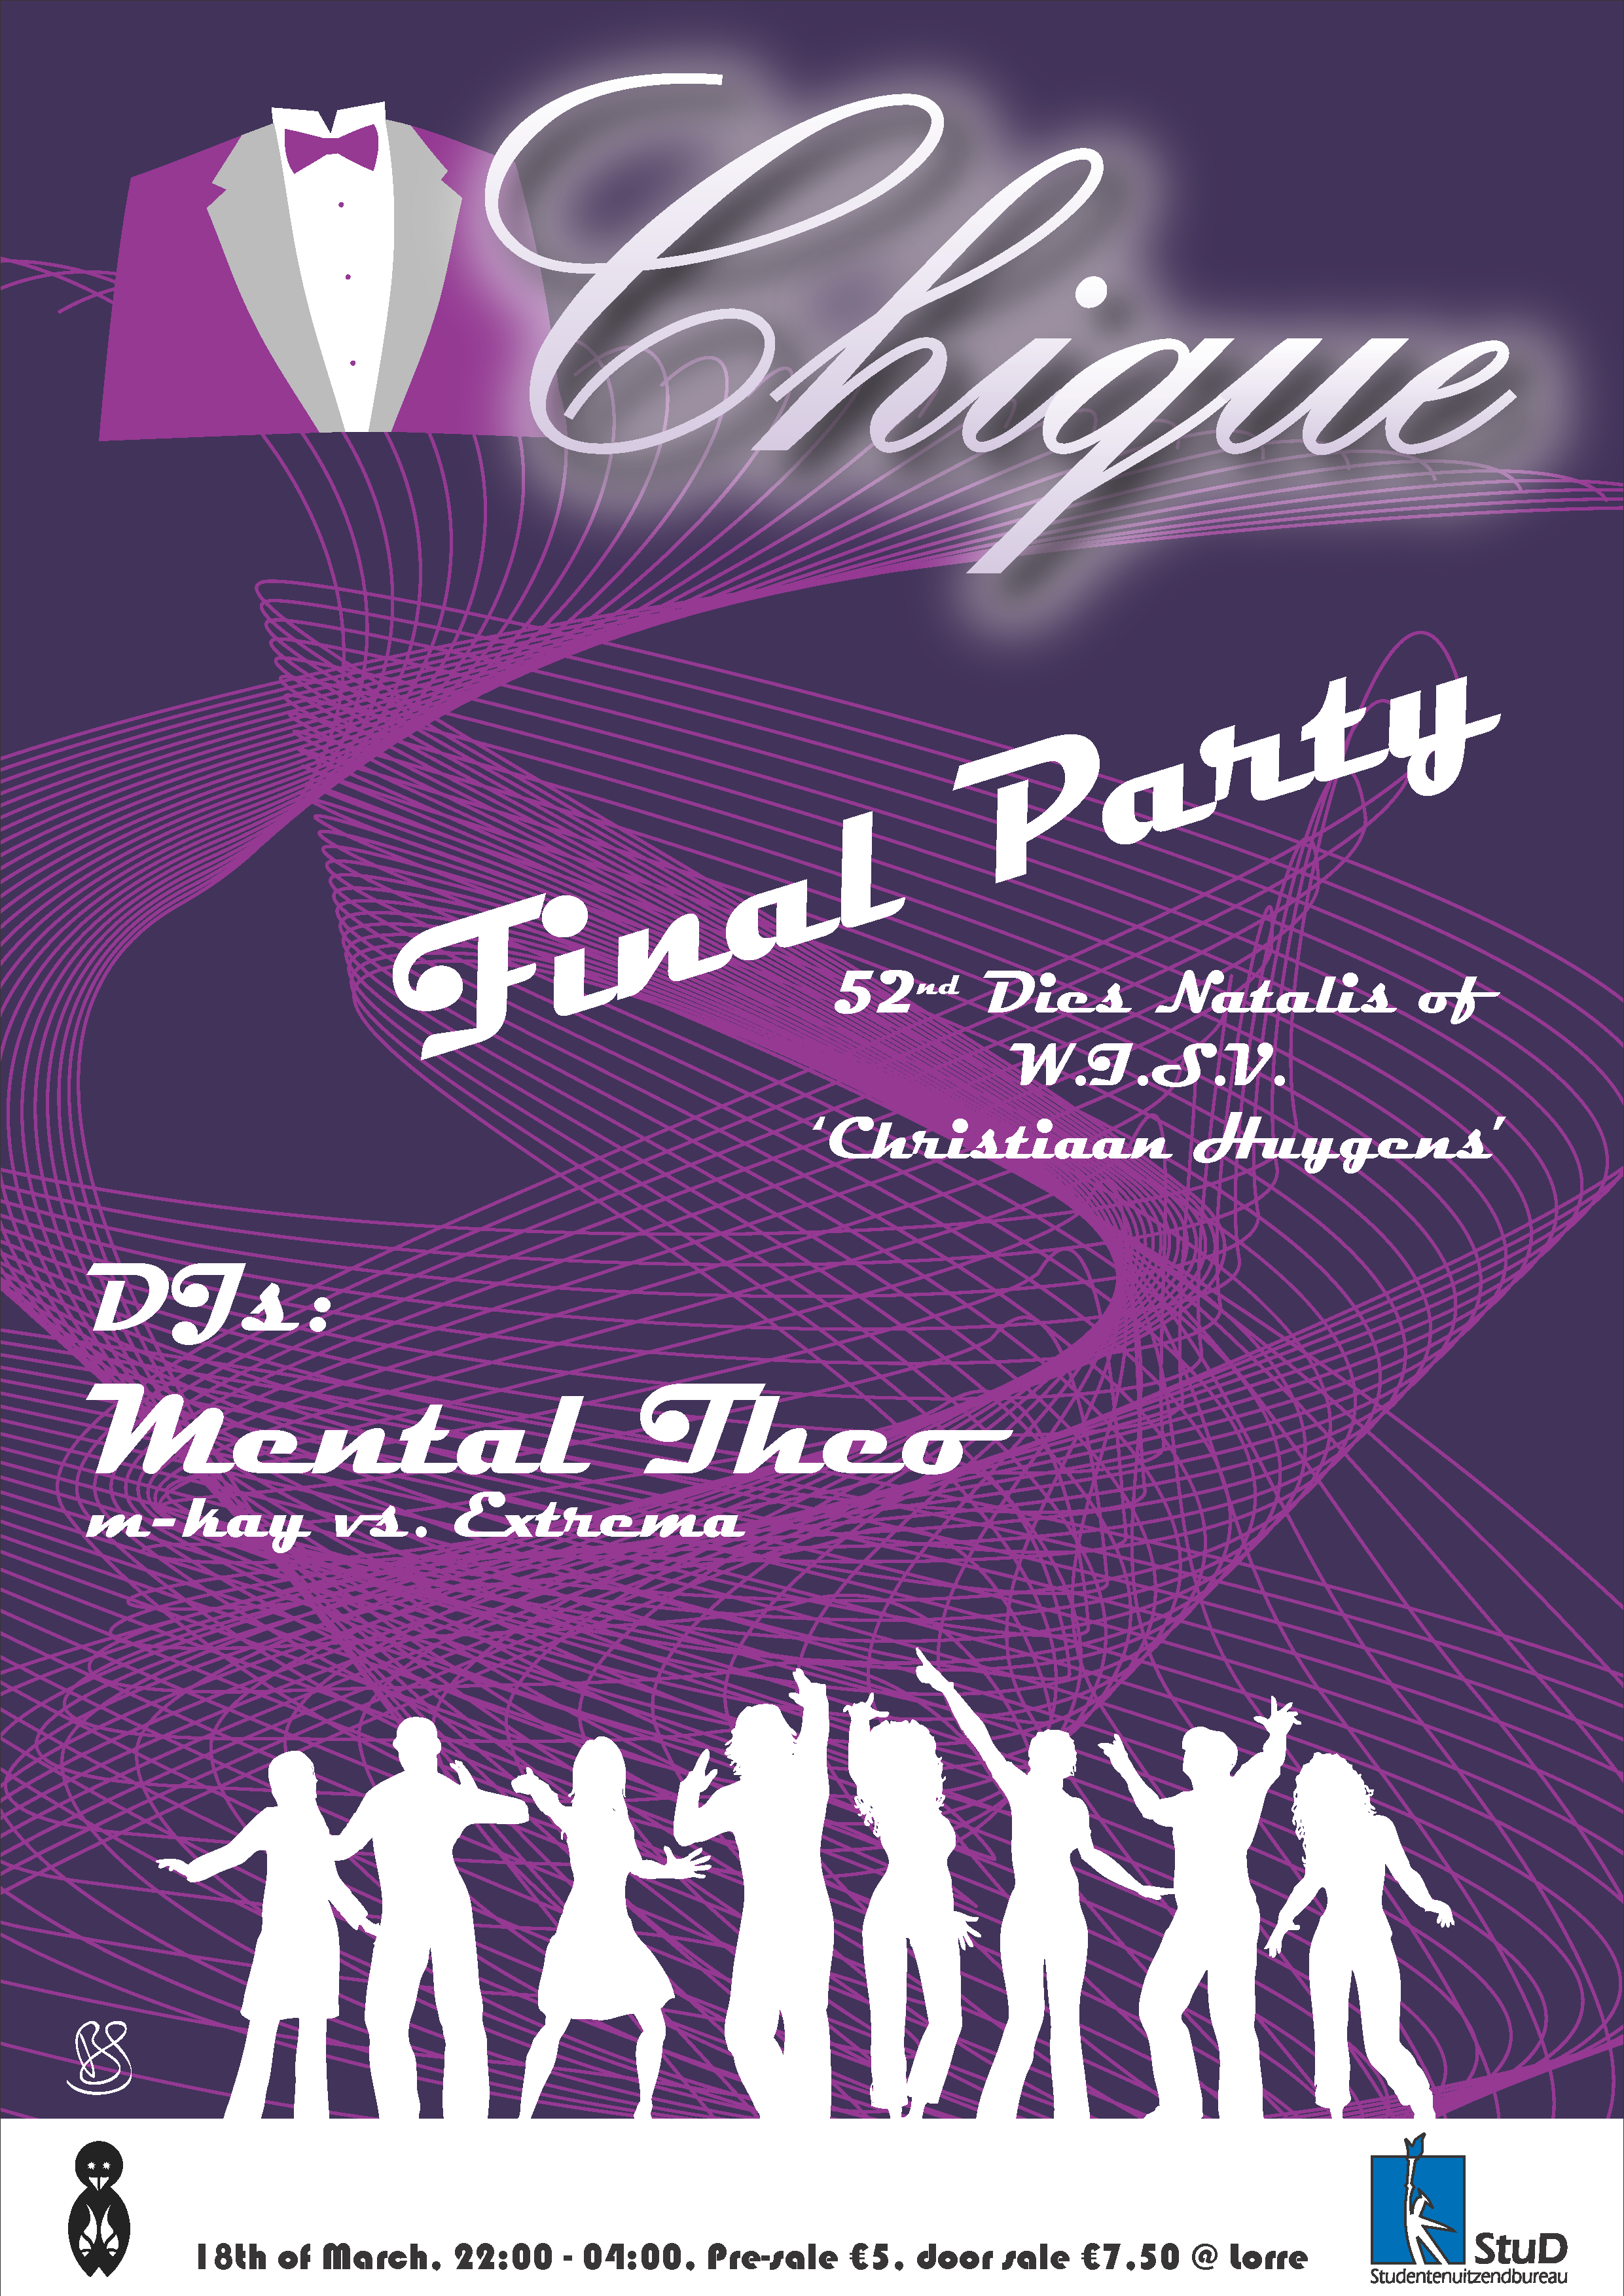 Chique
Final Party
52nd Dies Natalis of
W.I.S.V.
‘Christiaan Huygens’
DJs:
Mental Theo
m-kay vs. Extrema
18th of March, 22:00 - 04:00, Pre-sale €5, door sale €7,50 @ Lorre
StuD
Studentenuitzendbureau